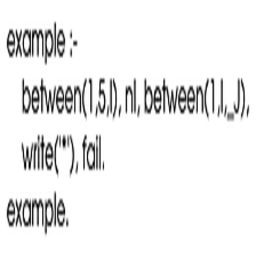 example :-
between(1,5,I), nl, between(1,I,_J),
write('*'), fail.
example.